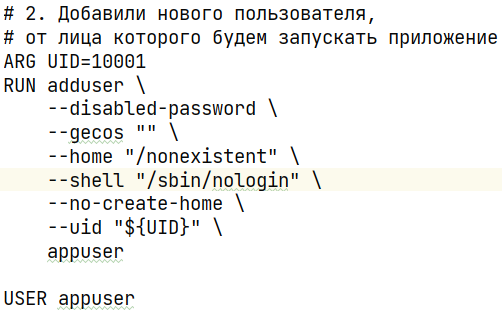 # 2. Добавили нового пользователя,
# от лица которого будем запускать приложение
ARG UID=10001
RUN adduser \
--disabled-password \
--gecos "" \
--home "/nonexistent" \
--shell "/sbin/nologin" \
--no-create-home \
--uid "${UID}" \
appuser
USER appuser